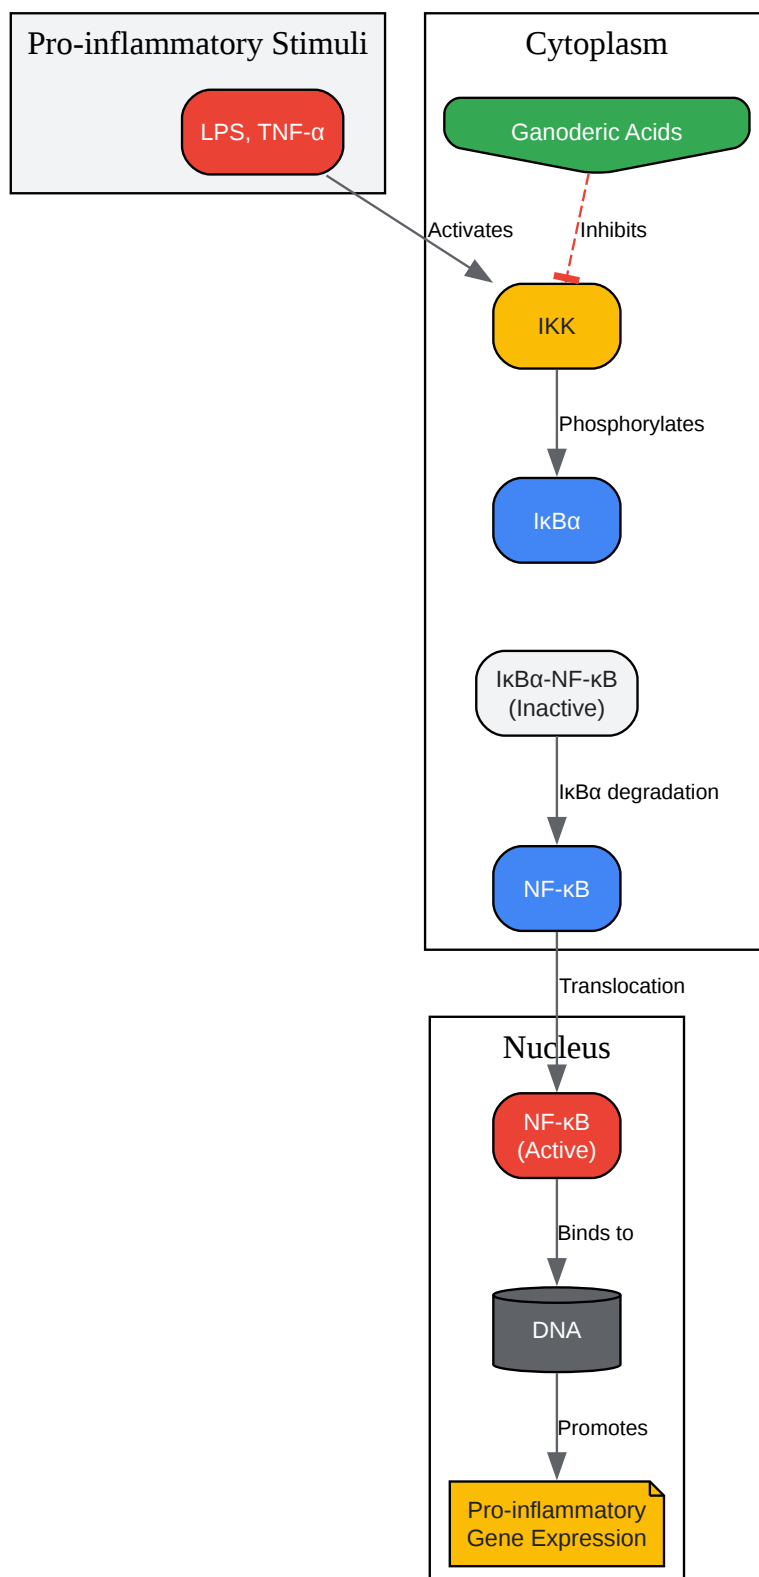 Pro-inflammatory Stimuli
Cytoplasm
LPS, TNF-α
Ganoderic Acids
Activates
Inhibits
IKK
Phosphorylates
IκBα
IκBα-NF-κB
(Inactive)
IκBα degradation
NF-κB
Translocation
Nucleus
NF-κB
(Active)
Binds to
DNA
Promotes
Pro-inflammatory
Gene Expression